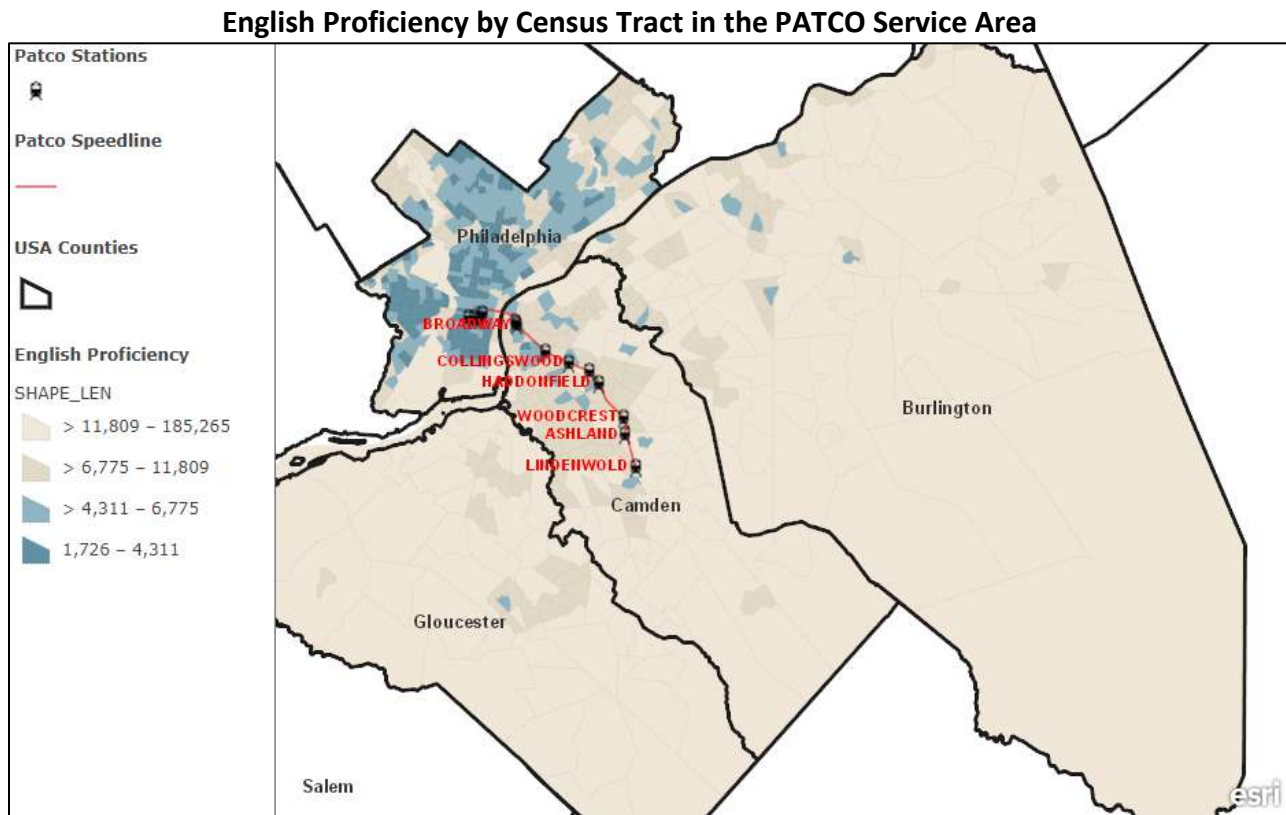 English Proficiency by Census Tract in the PATCO Service Area
Patco Stations
Patco Speedline
USA Counties
English Proficiency
SHAPE_LEN
> 11,809 – 185,265
> 6,775 – 11,809
> 4,311 – 6,775
1,726 – 4,311
Philadelphia
BROADWAY
COLLINGSWOOD
HADDONFIELD
WOODCREST
ASHLAND
LINDENWOLD
Burlington
Camden
Gloucester
Salem
esri